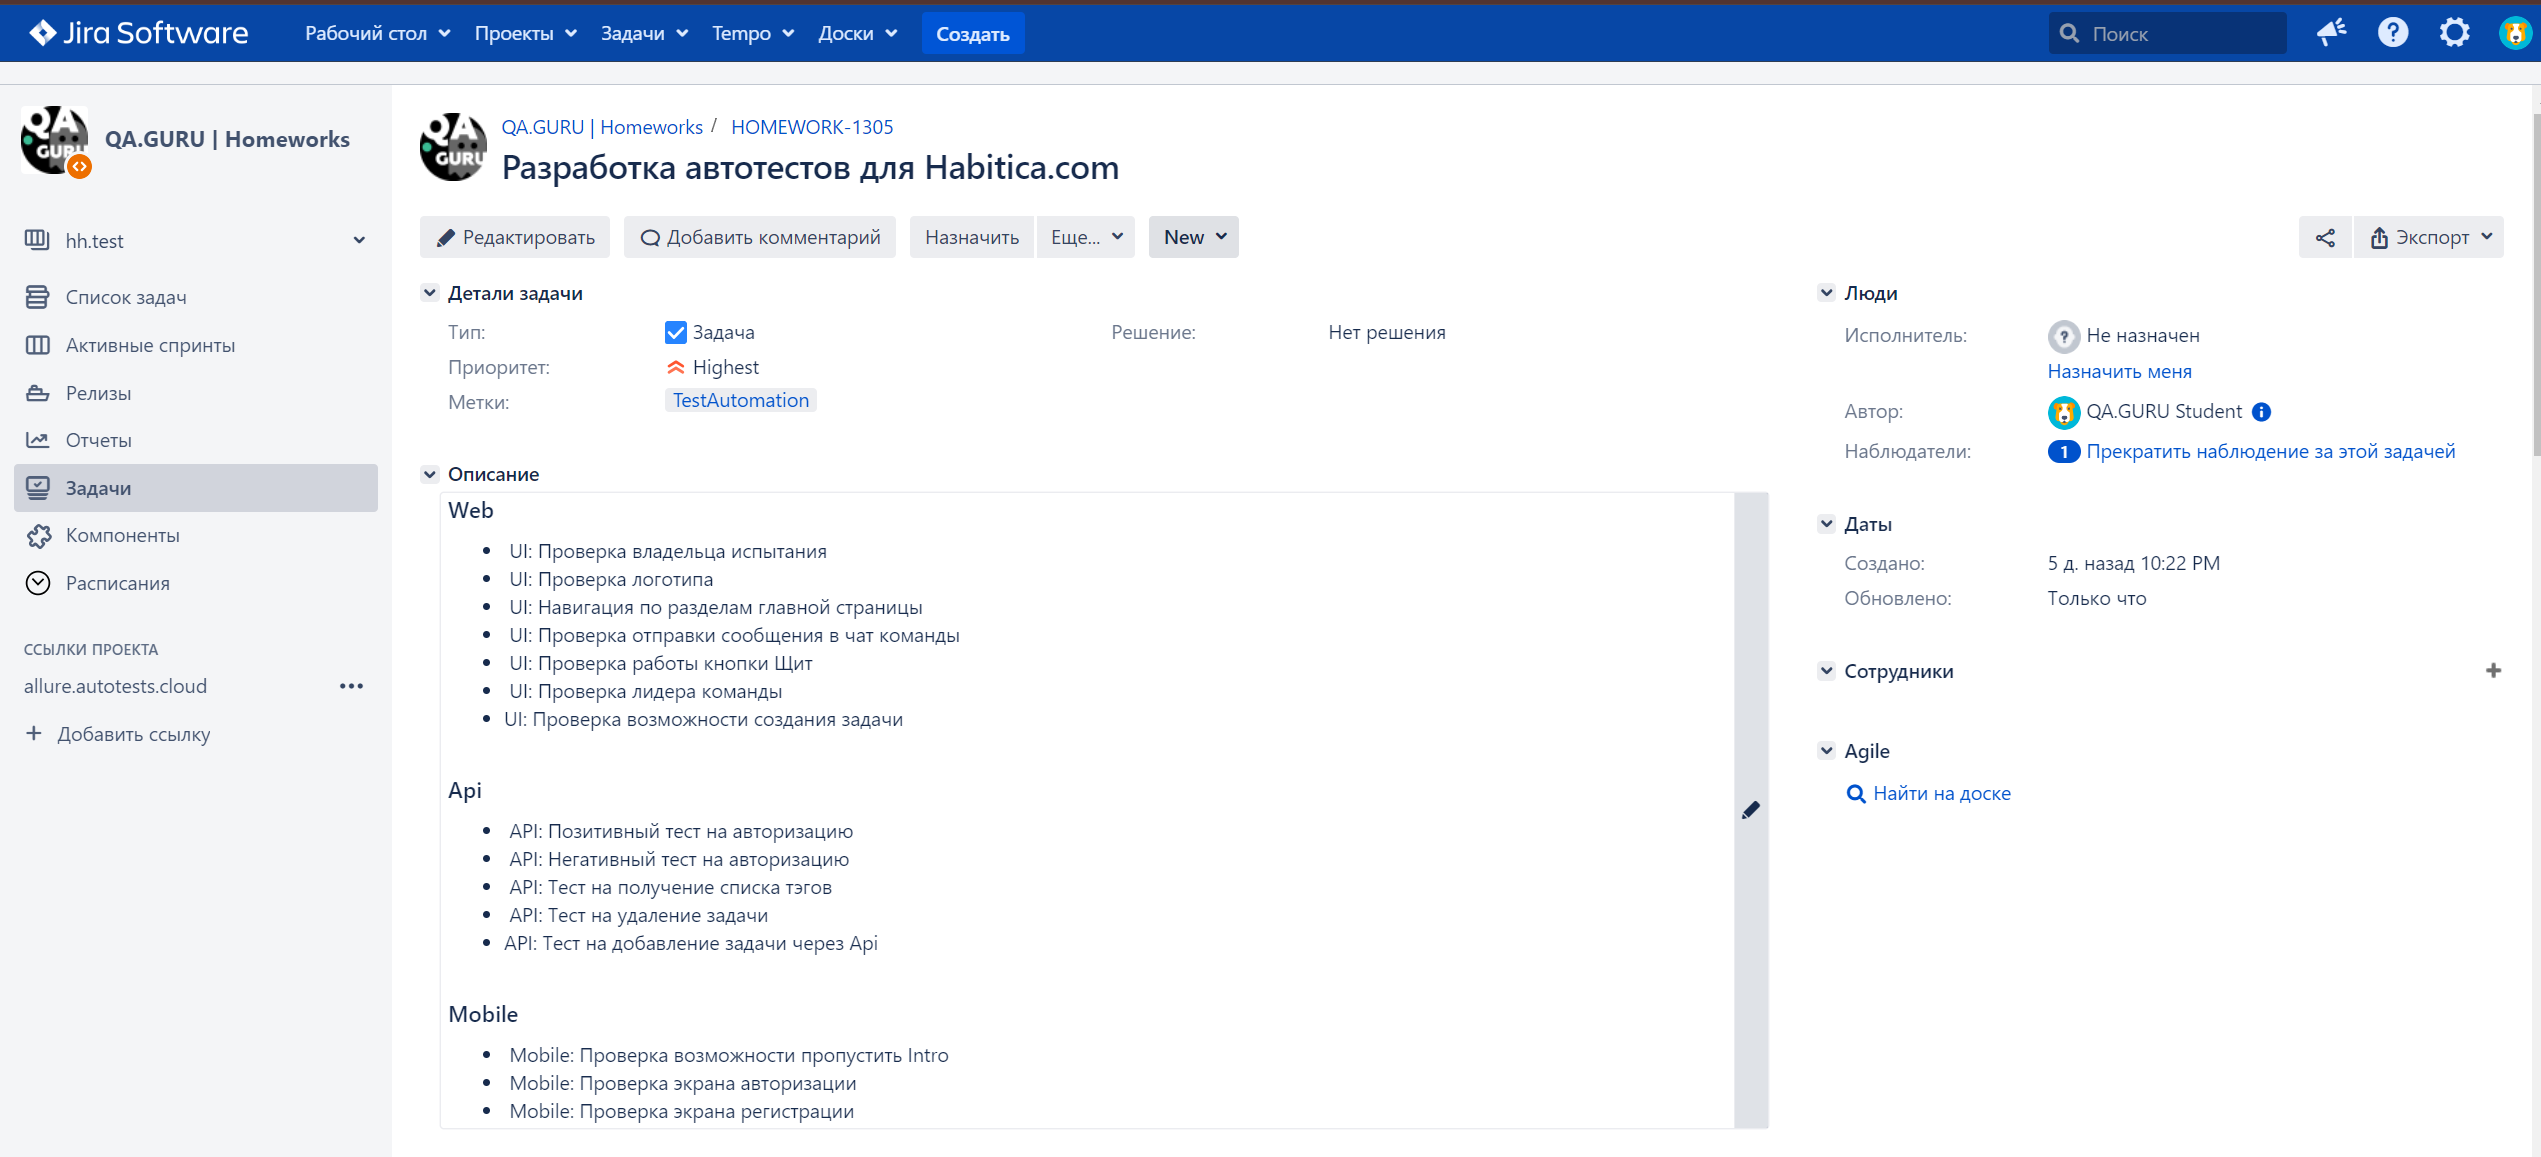 Jira Software
Рабочий стол
Проекты
Задачи
Tempo
Доски
Создать
Поиск
QA GURU
QA.GURU | Homeworks
hh.test
Список задач
Активные спринты
Релизы
Отчеты
Задачи
Компоненты
Расписания
ССЫЛКИ ПРОЕКТА
allure.autotests.cloud
Добавить ссылку
QA GURU
QA.GURU | Homeworks / HOMEWORK-1305
Разработка автотестов для Habitica.com
Редактировать
Добавить комментарий
Назначить
Еще...
New
Экспорт
Детали задачи
Тип: Задача
Решение: Нет решения
Приоритет: Highest
Метки: TestAutomation
Описание
Web
• UI: Проверка владельца испытания
• UI: Проверка логотипа
• UI: Навигация по разделам главной страницы
• UI: Проверка отправки сообщения в чат команды
• UI: Проверка работы кнопки Щит
• UI: Проверка лидера команды
• UI: Проверка возможности создания задачи
Api
• API: Позитивный тест на авторизацию
• API: Негативный тест на авторизацию
• API: Тест на получение списка тэгов
• API: Тест на удаление задачи
• API: Тест на добавление задачи через Api
Mobile
• Mobile: Проверка возможности пропустить Intro
• Mobile: Проверка экрана авторизации
• Mobile: Проверка экрана регистрации
Люди
Исполнитель: Не назначен
Назначить меня
Автор: QA.GURU Student
Наблюдатели: 1 Прекратить наблюдение за этой задачей
Даты
Создано: 5 д. назад 10:22 PM
Обновлено: Только что
Сотрудники
Agile
Найти на доске